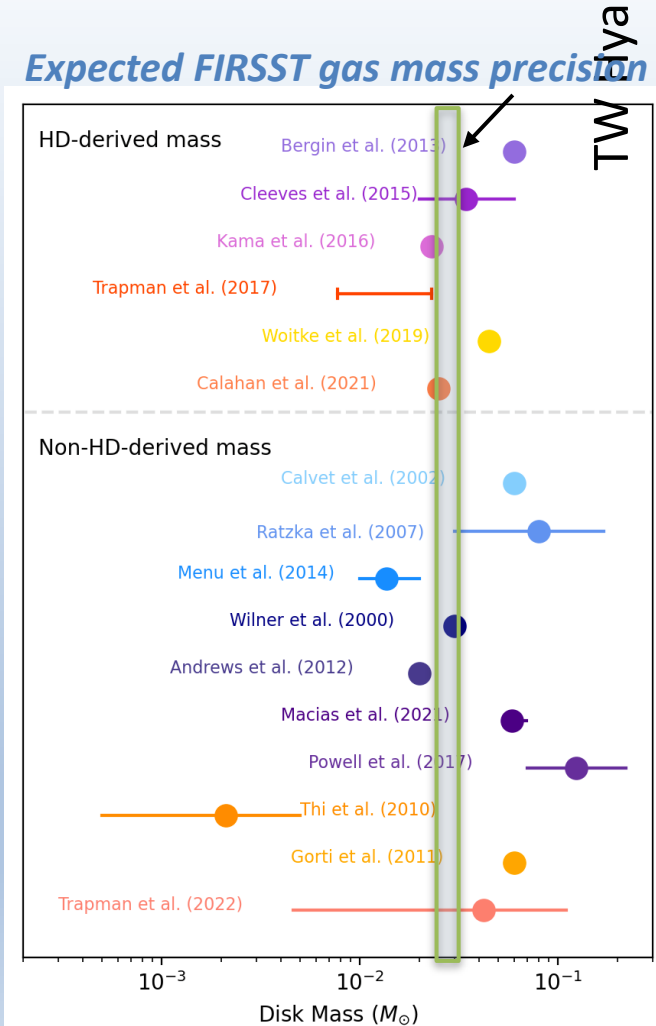 Expected FIRSST gas mass precision
TW Hya
HD-derived mass
Bergin et al. (2013)
Cleeves et al. (2015)
Kama et al. (2016)
Trapman et al. (2017)
Woitke et al. (2019)
Calahan et al. (2021)
Non-HD-derived mass
Calvet et al. (2002)
Ratzka et al. (2007)
Menu et al. (2014)
Wilner et al. (2000)
Andrews et al. (2012)
Macias et al. (2021)
Powell et al. (2017)
Thi et al. (2010)
Gorti et al. (2011)
Trapman et al. (2022)
10⁻³ 10⁻² 10⁻¹
Disk Mass (M☉)